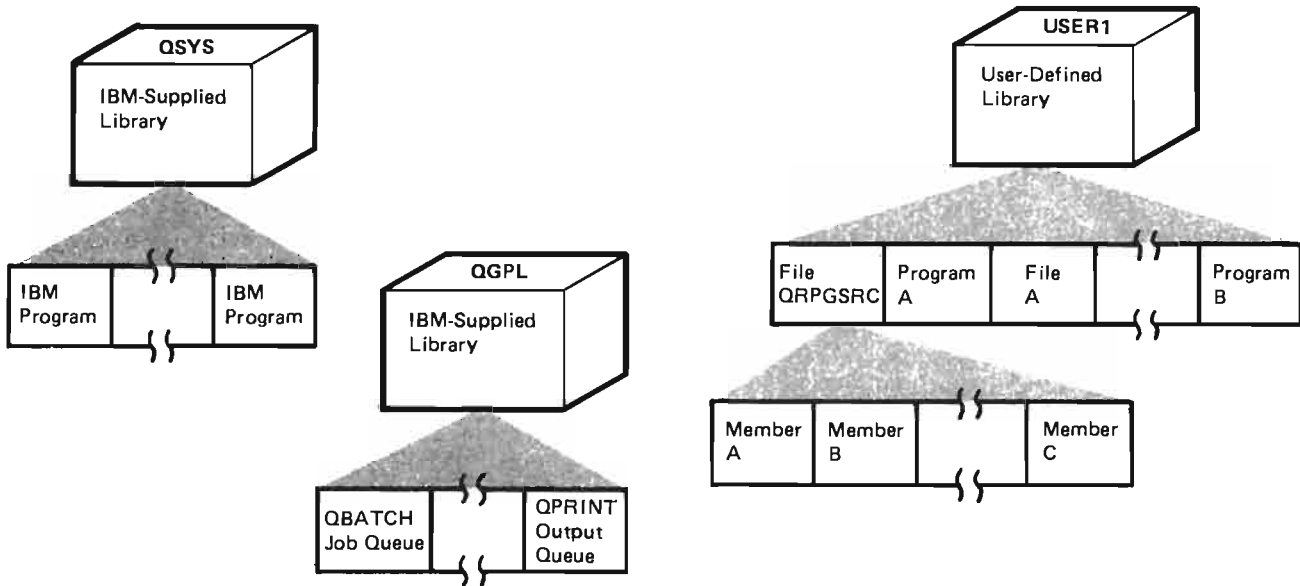 QSYS
IBM-Supplied
Library
IBM
Program
IBM
Program
QGPL
IBM-Supplied
Library
QBATCH
Job Queue
QPRINT
Output
Queue
USER1
User-Defined
Library
File
QRPGSRC
Program
A
File
A
Program
B
Member
A
Member
B
Member
C